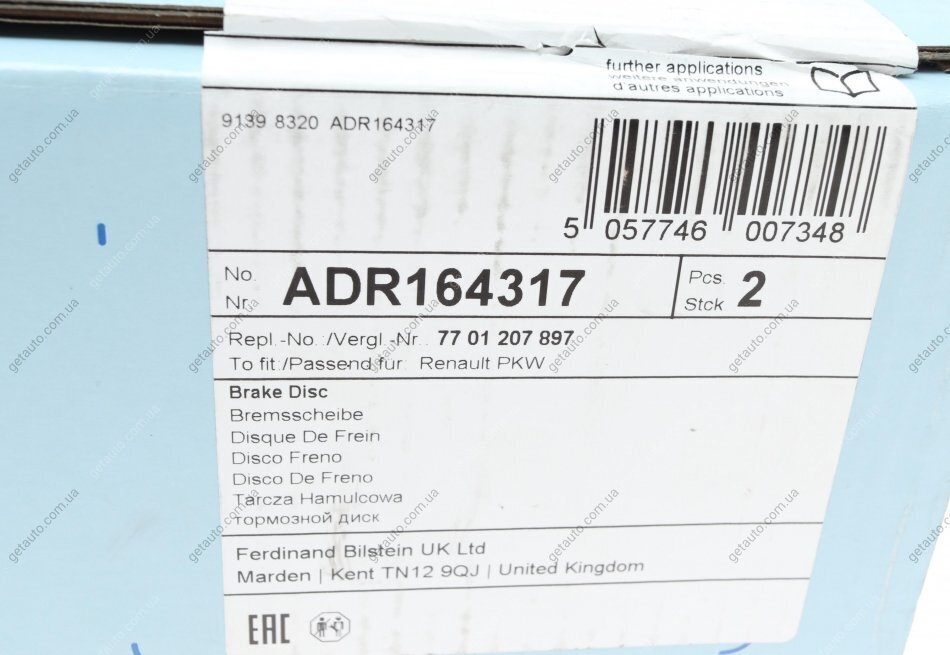 further applications
weitere anwendungen
d'autres applications
9139 8320 ADR164317
5 057746 007348
No.
Nr.
ADR164317
Pcs.
Stck
2
Repl.-No.:/Vergl.-Nr.: 77 01 207 897
To fit:/Passend für: Renault PKW
Brake Disc
Bremsscheibe
Disque De Frein
Disco Freno
Disco De Freno
Tarcza Hamulcowa
тормозной диск
Ferdinand Bilstein UK Ltd
Marden | Kent TN12 9QJ | United Kingdom
EAC
getauto.com.ua